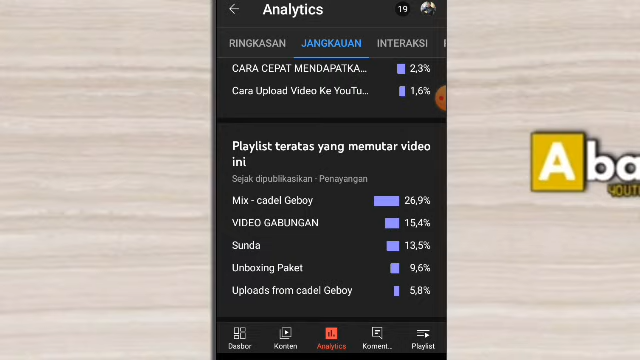 Analytics
19
RINGKASAN JANGKAUAN INTERAKSI
CARA CEPAT MENDAPATKA... 2,3%
Cara Upload Video Ke YouTu... 1,6%
Playlist teratas yang memutar video
ini
Sejak dipublikasikan • Penayangan
Mix - cadel Geboy 26,9%
VIDEO GABUNGAN 15,4%
Sunda 13,5%
Unboxing Paket 9,6%
Uploads from cadel Geboy 5,8%
Dasbor Konten Analytics Koment... Playlist